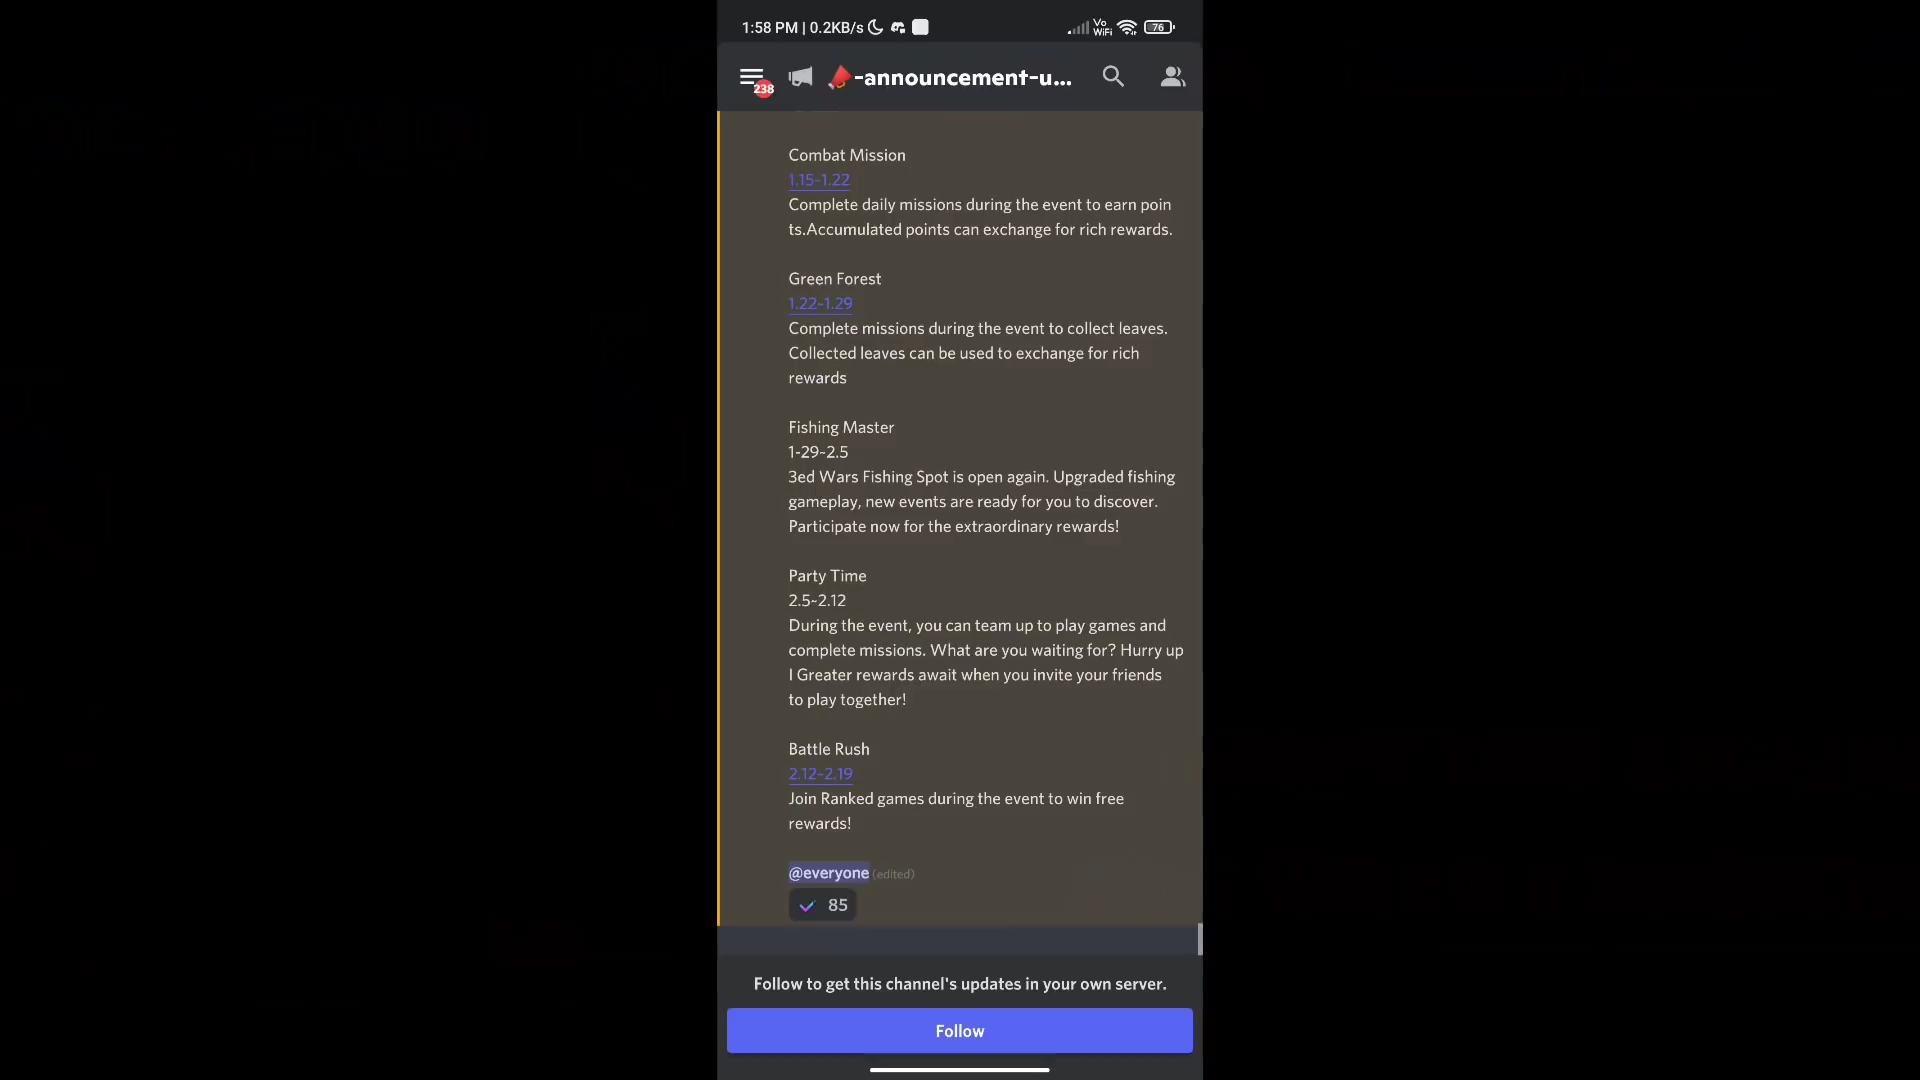 1:58 PM | 0.2KB/s
Vo
WiFi
76
238
-announcement-u...
Combat Mission
1.15~1.22
Complete daily missions during the event to earn poin
ts.Accumulated points can exchange for rich rewards.
Green Forest
1.22~1.29
Complete missions during the event to collect leaves.
Collected leaves can be used to exchange for rich
rewards
Fishing Master
1-29~2.5
3ed Wars Fishing Spot is open again. Upgraded fishing
gameplay, new events are ready for you to discover.
Participate now for the extraordinary rewards!
Party Time
2.5~2.12
During the event, you can team up to play games and
complete missions. What are you waiting for? Hurry up
I Greater rewards await when you invite your friends
to play together!
Battle Rush
2.12~2.19
Join Ranked games during the event to win free
rewards!
@everyone (edited)
85
Follow to get this channel's updates in your own server.
Follow